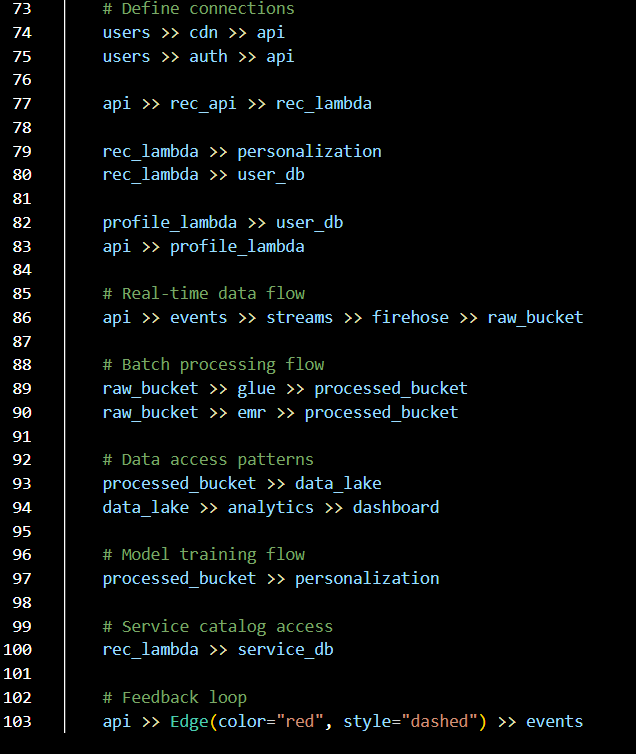 73 # Define connections
74 users >> cdn >> api
75 users >> auth >> api
76
77 api >> rec_api >> rec_lambda
78
79 rec_lambda >> personalization
80 rec_lambda >> user_db
81
82 profile_lambda >> user_db
83 api >> profile_lambda
84
85 # Real-time data flow
86 api >> events >> streams >> firehose >> raw_bucket
87
88 # Batch processing flow
89 raw_bucket >> glue >> processed_bucket
90 raw_bucket >> emr >> processed_bucket
91
92 # Data access patterns
93 processed_bucket >> data_lake
94 data_lake >> analytics >> dashboard
95
96 # Model training flow
97 processed_bucket >> personalization
98
99 # Service catalog access
100 rec_lambda >> service_db
101
102 # Feedback loop
103 api >> Edge(color="red", style="dashed") >> events